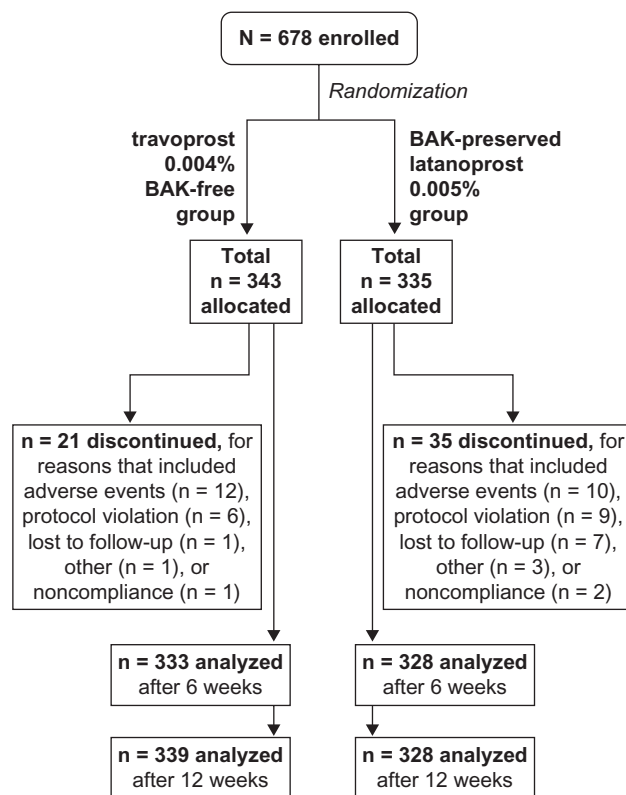 N = 678 enrolled
Randomization
travoprost
0.004%
BAK-free
group
BAK-preserved
latanoprost
0.005%
group
Total
n = 343
allocated
Total
n = 335
allocated
n = 21 discontinued, for
reasons that included
adverse events (n = 12),
protocol violation (n = 6),
lost to follow-up (n = 1),
other (n = 1), or
noncompliance (n = 1)
n = 35 discontinued, for
reasons that included
adverse events (n = 10),
protocol violation (n = 9),
lost to follow-up (n = 7),
other (n = 3), or
noncompliance (n = 2)
n = 333 analyzed
after 6 weeks
n = 328 analyzed
after 6 weeks
n = 339 analyzed
after 12 weeks
n = 328 analyzed
after 12 weeks